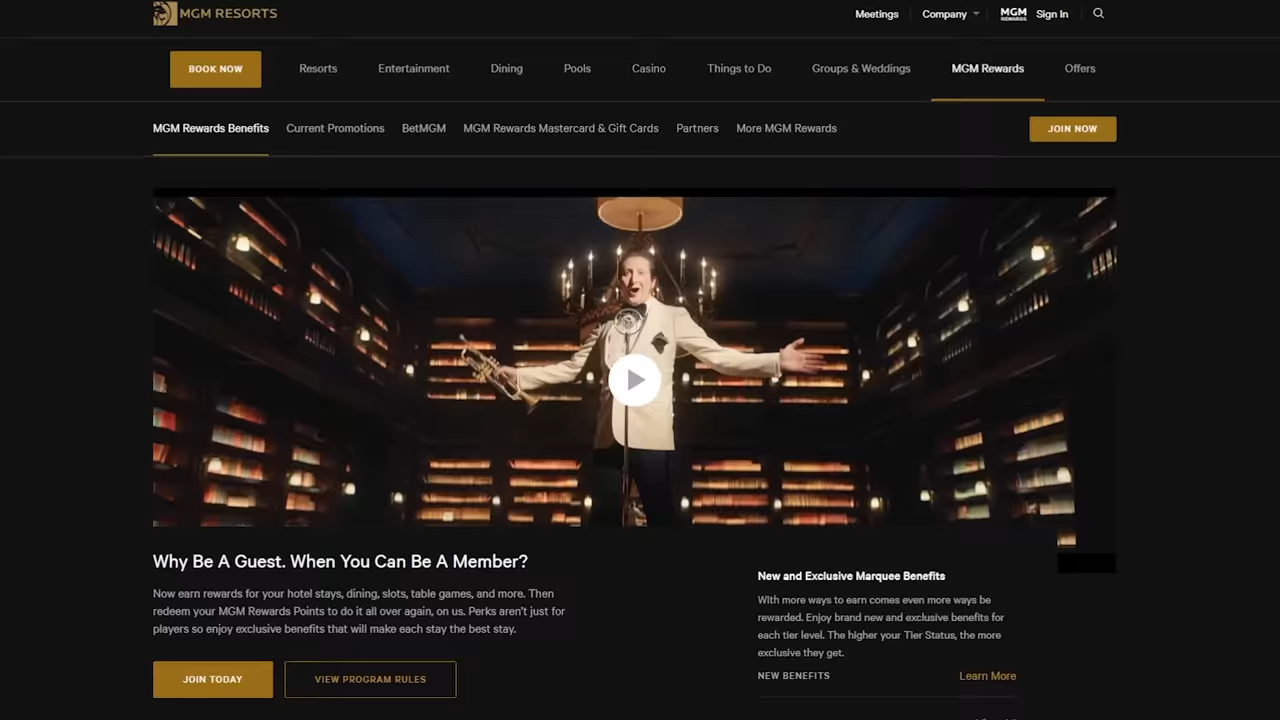 MGM RESORTS
Meetings
Company
MGM
REWARDS
Sign In
BOOK NOW
Resorts
Entertainment
Dining
Pools
Casino
Things to Do
Groups & Weddings
MGM Rewards
Offers
MGM Rewards Benefits
Current Promotions
BetMGM
MGM Rewards Mastercard & Gift Cards
Partners
More MGM Rewards
JOIN NOW
Why Be A Guest. When You Can Be A Member?
Now earn rewards for your hotel stays, dining, slots, table games, and more. Then
redeem your MGM Rewards Points to do it all over again, on us. Perks aren't just for
players so enjoy exclusive benefits that will make each stay the best stay.
JOIN TODAY
VIEW PROGRAM RULES
New and Exclusive Marquee Benefits
With more ways to earn comes even more ways be
rewarded. Enjoy brand new and exclusive benefits for
each tier level. The higher your Tier Status, the more
exclusive they get.
NEW BENEFITS
Learn More